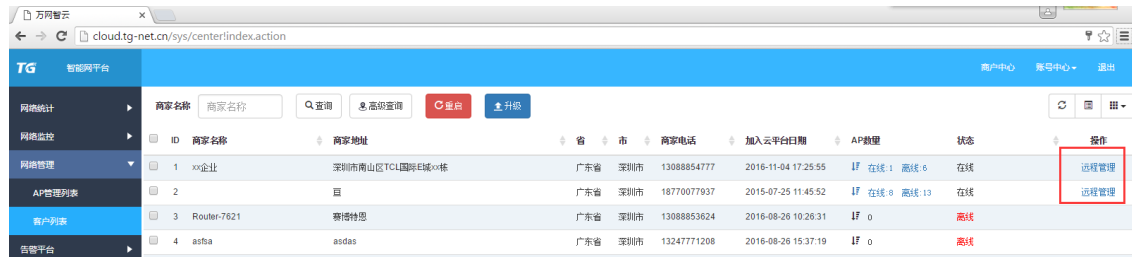 万网智云
cloud.tg-net.cn/sys/center!index.action
TG 智能网平台 商户中心 账号中心 退出
网络统计 商家名称 商家名称 查询 高级查询 重启 升级
网络监控 ID 商家名称 商家地址 省 市 商家电话 加入云平台日期 AP数量 状态 操作
网络管理 1 xx企业 深圳市南山区TCL国际E城xx栋 广东省 深圳市 13088854777 2016-11-04 17:25:55 在线:1 离线:6 在线 远程管理
AP管理列表 2 亘 广东省 深圳市 18770077937 2015-07-25 11:45:52 在线:8 离线:13 在线 远程管理
客户列表 3 Router-7621 赛博特恩 广东省 深圳市 13088853624 2016-08-26 10:26:31 0 离线
告警平台 4 asfsa asdas 广东省 深圳市 13247771208 2016-08-26 15:37:19 0 离线